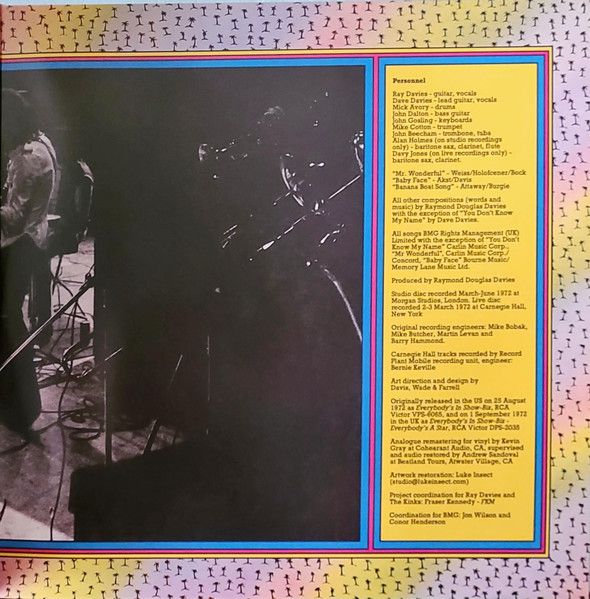 Personnel
Ray Davies - guitar, vocals
Dave Davies - lead guitar, vocals
Mick Avory - drums
John Dalton - bass guitar
John Gosling - keyboards
Mike Cotton - trumpet
John Beecham - trombone, tuba
Alan Holmes (on studio recordings
only) - baritone sax, clarinet, flute
Davy Jones (on live recordings only) -
baritone sax, clarinet.
"Mr. Wonderful" - Weiss/Holofcener/Bock
"Baby Face" - Akst/Davis
"Banana Boat Song" - Attaway/Burgie
All other compositions (words and
music) by Raymond Douglas Davies
with the exception of "You Don't Know
My Name" by Dave Davies.
All songs BMG Rights Management (UK)
Limited with the exception of "You Don't
Know My Name" Carlin Music Corp.,
"Mr Wonderful", Carlin Music Corp./
Concord, "Baby Face" Bourne Music/
Memory Lane Music Ltd.
Produced by Raymond Douglas Davies
Studio disc recorded March-June 1972 at
Morgan Studios, London. Live disc
recorded 2-3 March 1972 at Carnegie Hall,
New York
Original recording engineers: Mike Bobak,
Mike Butcher, Martin Levan and
Barry Hammond.
Carnegie Hall tracks recorded by Record
Plant Mobile recording unit, engineer:
Bernie Keville
Art direction and design by
Davis, Wade & Farrell
Originally released in the US on 25 August
1972 as Everybody's In Show-Biz, RCA
Victor VPS-6065, and on 1 September 1972
in the UK as Everybody's In Show-Biz -
Everybody's A Star, RCA Victor DPS-2035
Analogue remastering for vinyl by Kevin
Gray at Cohearant Audio, CA, supervised
and audio restored by Andrew Sandoval
at Beatland Tours, Atwater Village, CA
Artwork restoration: Luke Insect
(studio@lukeinsect.com)
Project coordination for Ray Davies and
The Kinks: Fraser Kennedy - FKM
Coordination for BMG: Jon Wilson and
Conor Henderson